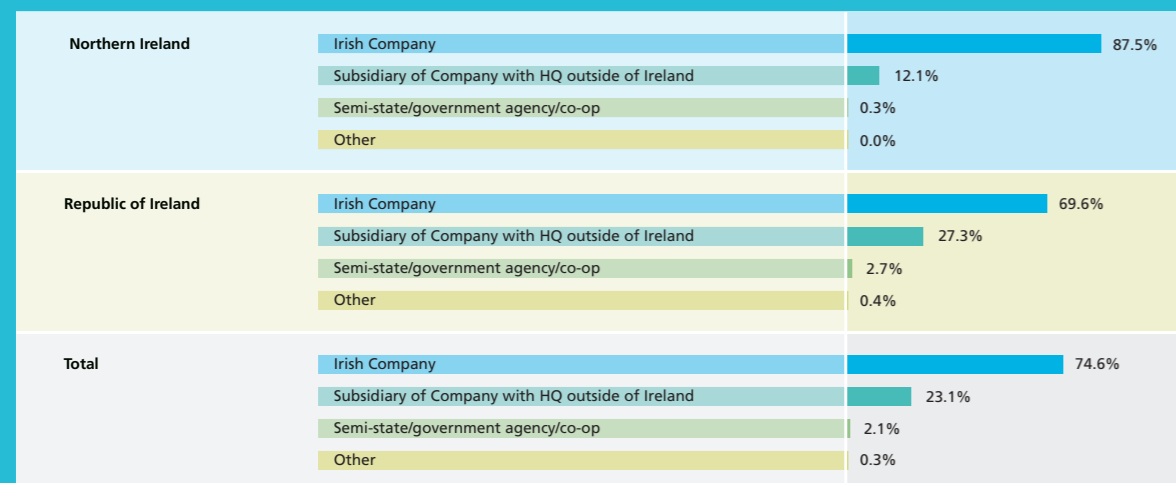 Northern Ireland
Irish Company 87.5%
Subsidiary of Company with HQ outside of Ireland 12.1%
Semi-state/government agency/co-op 0.3%
Other 0.0%
Republic of Ireland
Irish Company 69.6%
Subsidiary of Company with HQ outside of Ireland 27.3%
Semi-state/government agency/co-op 2.7%
Other 0.4%
Total
Irish Company 74.6%
Subsidiary of Company with HQ outside of Ireland 23.1%
Semi-state/government agency/co-op 2.1%
Other 0.3%